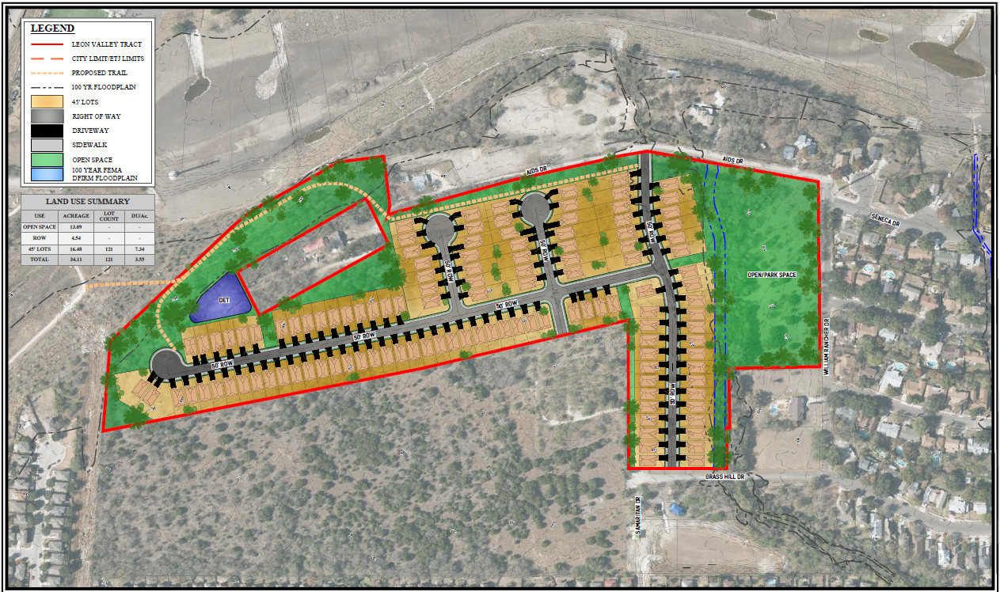 LEGEND
LEON VALLEY TRACT
CITY LIMIT/ETJ LIMITS
PROPOSED TRAIL
100 YR FLOODPLAIN
45' LOTS
RIGHT OF WAY
DRIVEWAY
SIDEWALK
OPEN SPACE
100 YEAR FEMA
DFIRM FLOODPLAIN
LAND USE SUMMARY
USE ACREAGE LOT COUNT DU/Ac.
OPEN SPACE 13.09 - -
ROW 4.54 - -
45' LOTS 16.48 121 7.34
TOTAL 34.11 121 3.55
AIDS DR
AIDS DR
SENECA DR
50' ROW
50' ROW
50' ROW
OPEN/PARK SPACE
DET
50' ROW
50' ROW
50' ROW
50' ROW
WILLIAM RANCHER DR
GRASS HILL DR
SAMARITAN DR